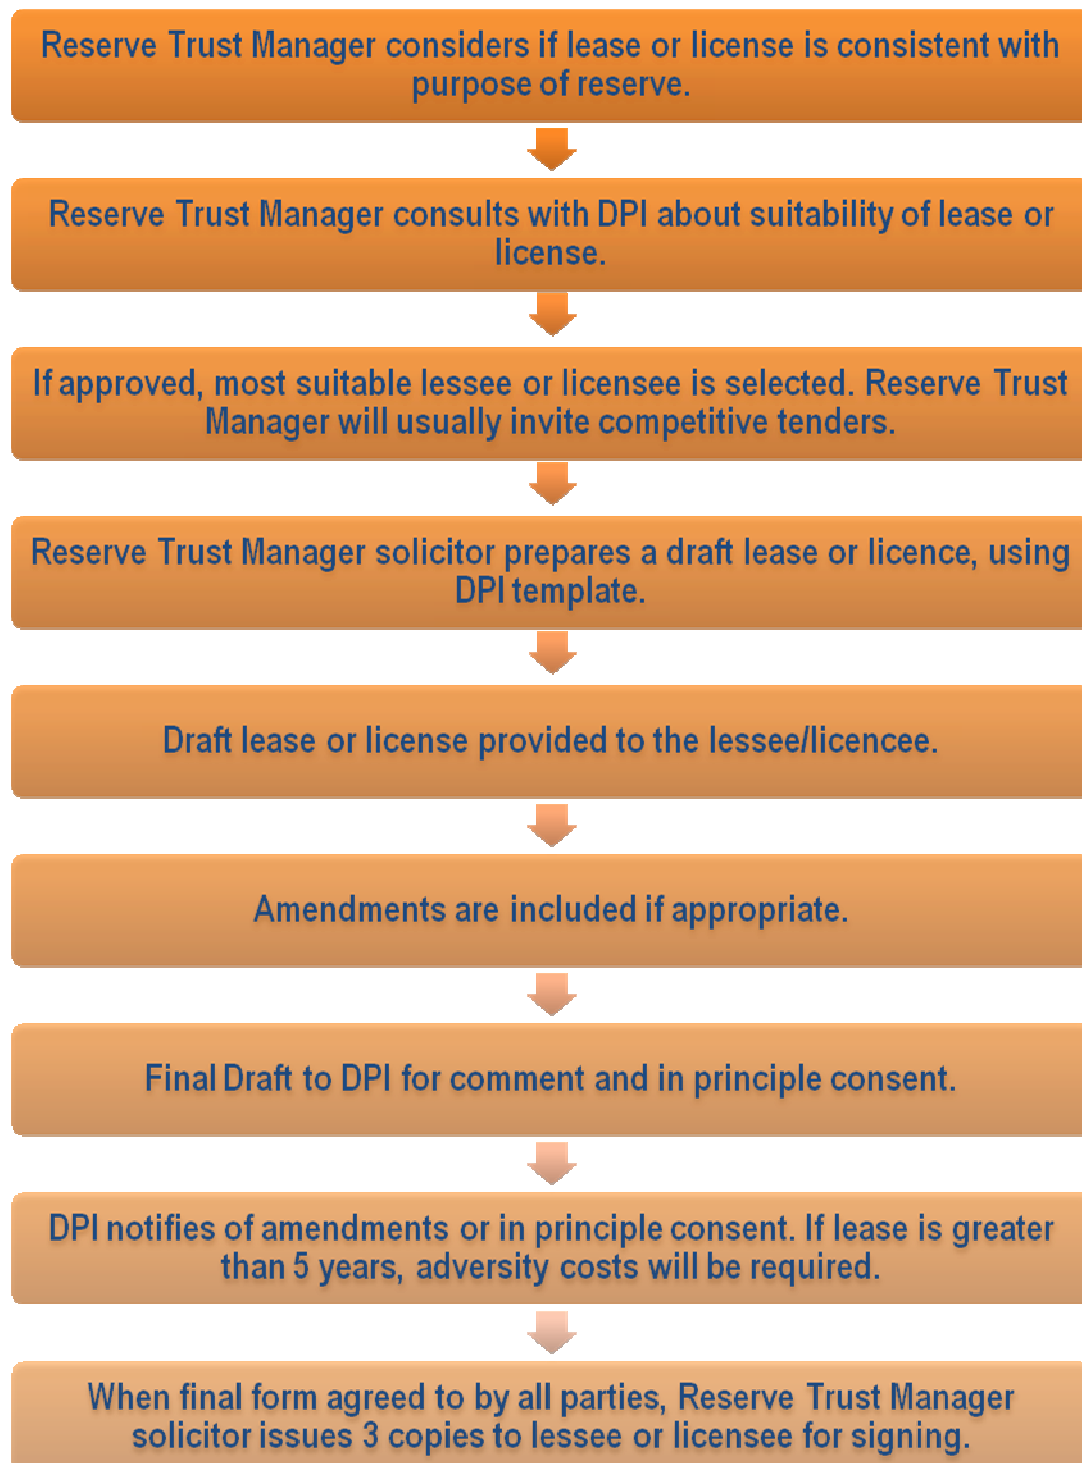 Reserve Trust Manager considers if lease or license is consistent with
purpose of reserve.
Reserve Trust Manager consults with DPI about suitability of lease or
license.
If approved, most suitable lessee or licensee is selected. Reserve Trust
Manager will usually invite competitive tenders.
Reserve Trust Manager solicitor prepares a draft lease or licence, using
DPI template.
Draft lease or license provided to the lessee/licencee.
Amendments are included if appropriate.
Final Draft to DPI for comment and in principle consent.
DPI notifies of amendments or in principle consent. If lease is greater
than 5 years, adversity costs will be required.
When final form agreed to by all parties, Reserve Trust Manager
solicitor issues 3 copies to lessee or licensee for signing.